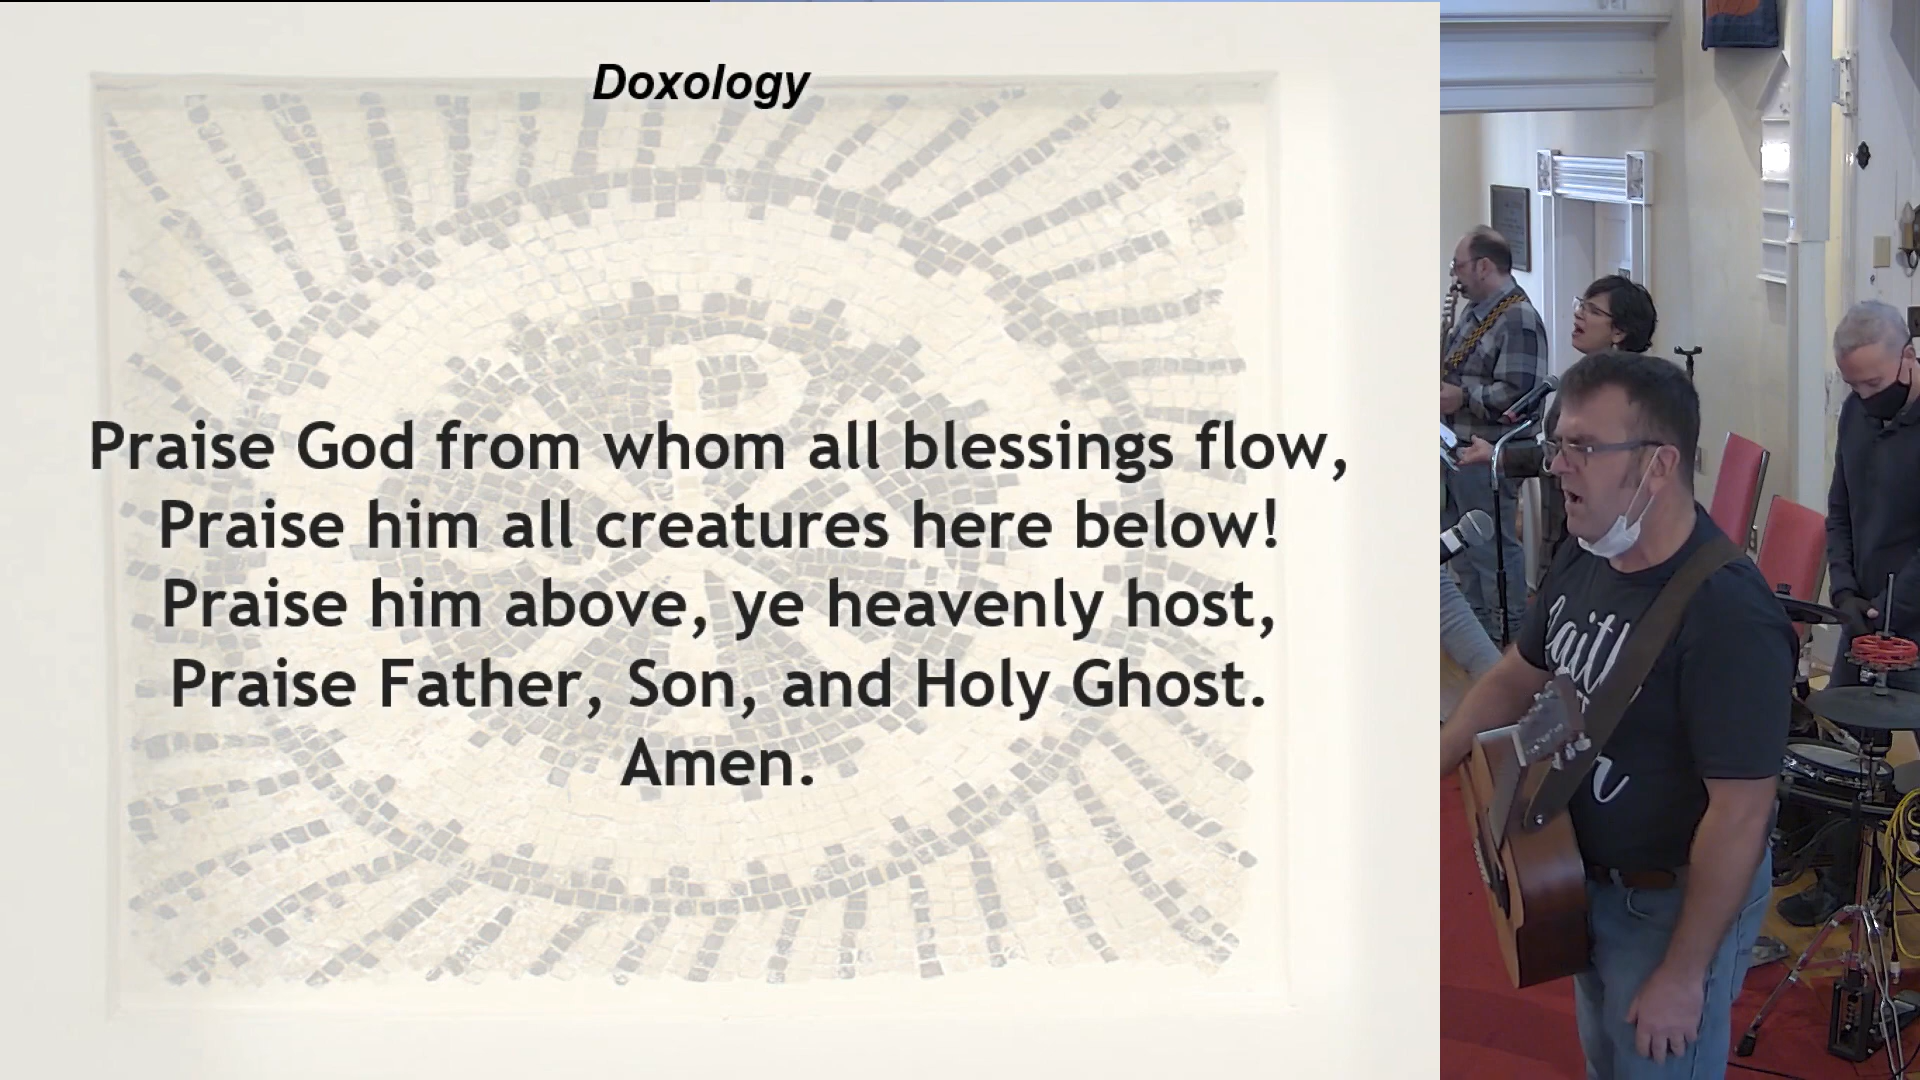 Doxology
Praise God from whom all blessings flow,
Praise him all creatures here below!
Praise him above, ye heavenly host,
Praise Father, Son, and Holy Ghost.
Amen.